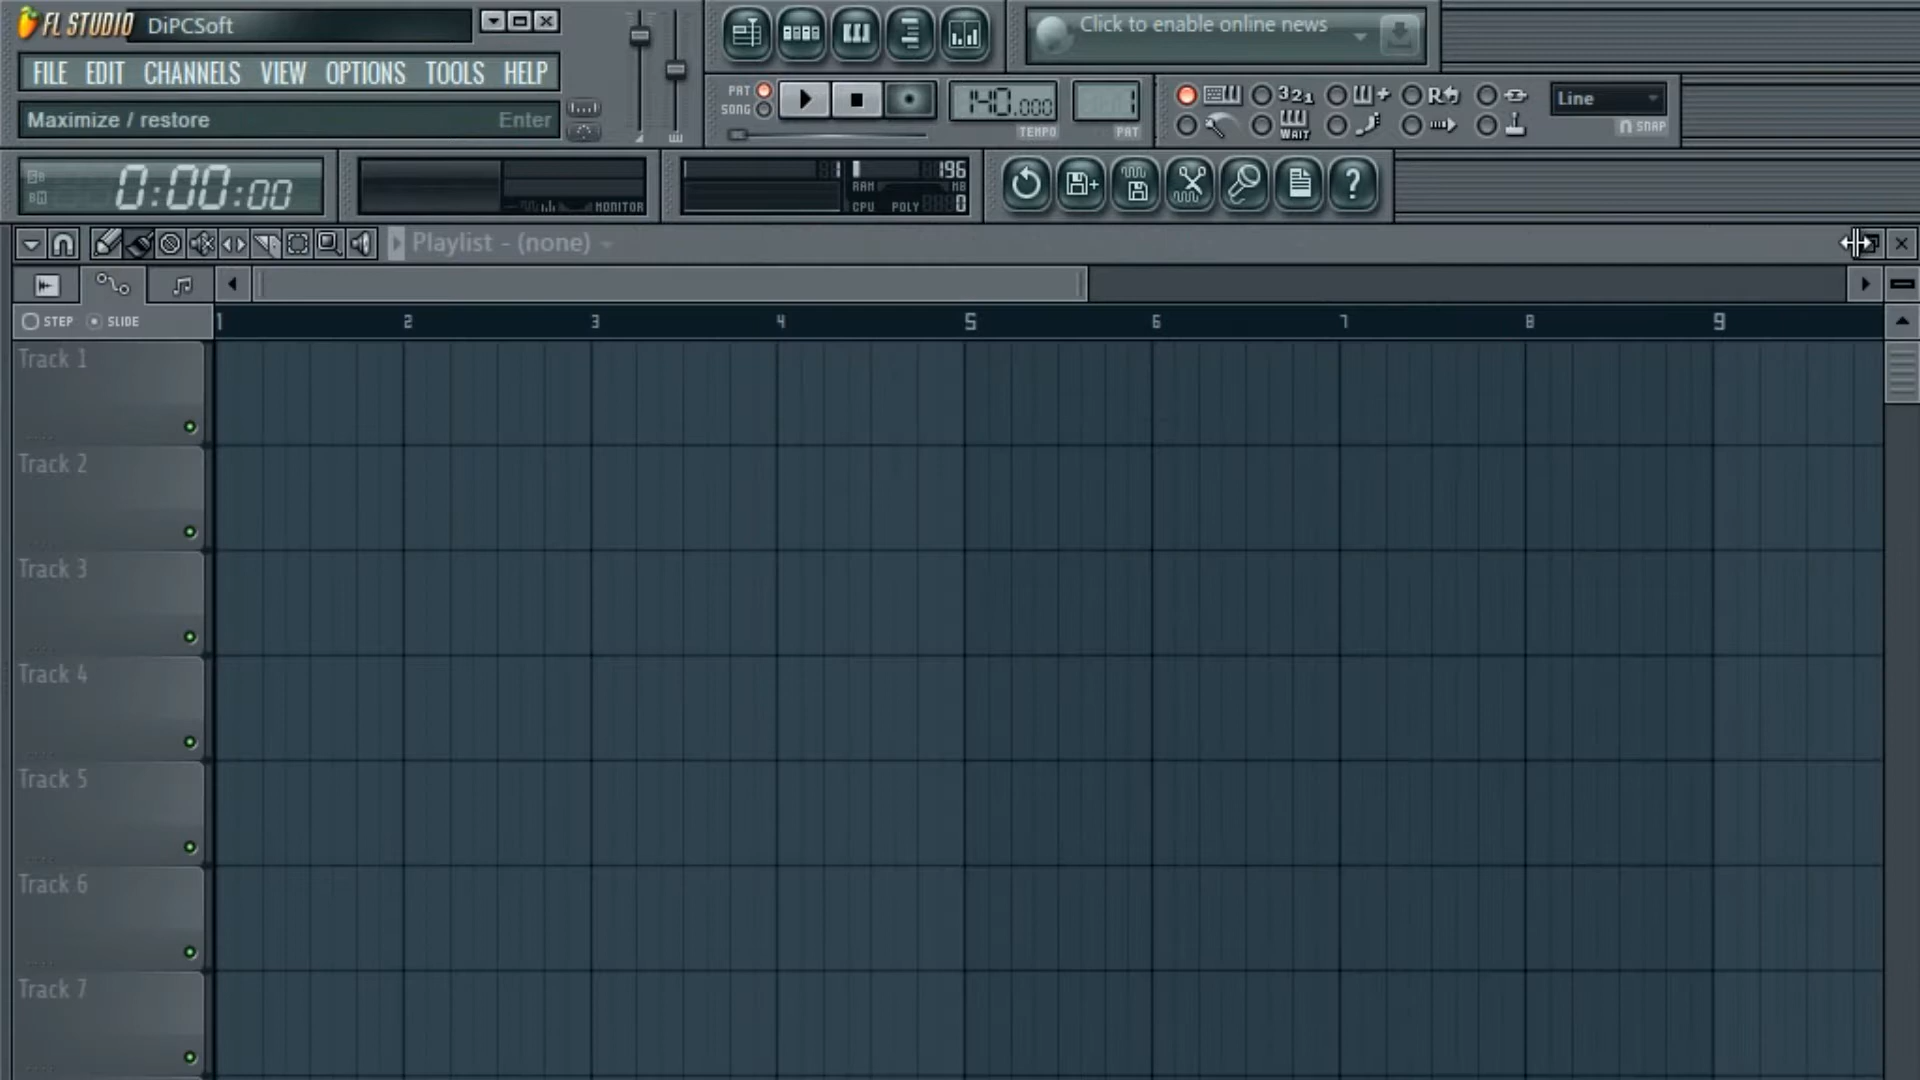 FL STUDIO DiPCSoft
FILE EDIT CHANNELS VIEW OPTIONS TOOLS HELP
Maximize / restore Enter
Click to enable online news
PAT
SONG
140.000
TEMPO
1
PAT
321
R
WAIT
Line
SNAP
0:00:00
MONITOR
1
196
RAM MB
CPU POLY 0
?
Playlist - (none)
STEP SLIDE
1 2 3 4 5 6 7 8 9
Track 1
Track 2
Track 3
Track 4
Track 5
Track 6
Track 7